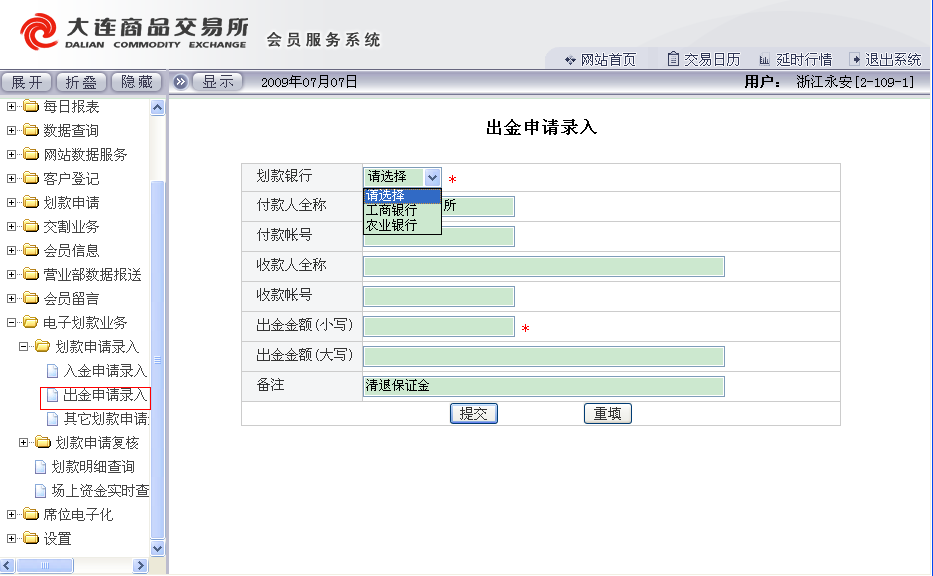 大连商品交易所
DALIAN COMMODITY EXCHANGE
会员服务系统
网站首页 交易日历 延时行情 退出系统
展开 折叠 隐藏 显示 2009年07月07日 用户： 浙江永安[2-109-1]
每日报表
数据查询
网站数据服务
客户登记
划款申请
交割业务
会员信息
营业部数据报送
会员留言
电子划款业务
划款申请录入
入金申请录入
出金申请录入
其它划款申请
划款申请复核
划款明细查询
场上资金实时查
席位电子化
设置
出金申请录入
划款银行 请选择 *
请选择
工商银行
农业银行
付款人全称 所
付款帐号
收款人全称
收款帐号
出金金额(小写) *
出金金额(大写)
备注 清退保证金
提交 重填